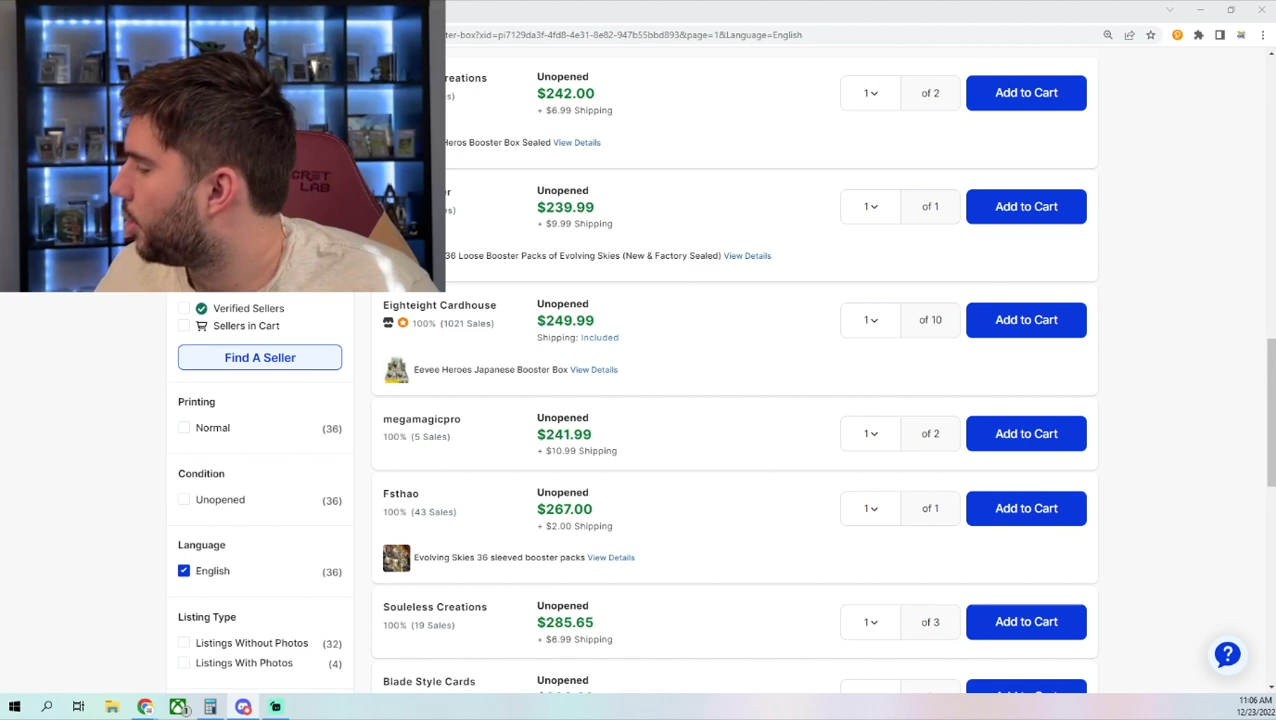 ter-box?xid=pi7129da3f-4fd8-4e31-8e82-947b55bbd893&page=1&Language=English
CRET
LAB
reations
s)
Unopened
$242.00
+ $6.99 Shipping
1
of 2
Add to Cart
Heros Booster Box Sealed View Details
er
s)
Unopened
$239.99
+ $9.99 Shipping
1
of 1
Add to Cart
36 Loose Booster Packs of Evolving Skies (New & Factory Sealed) View Details
Eighteight Cardhouse
100% (1021 Sales)
Unopened
$249.99
Shipping: Included
1
of 10
Add to Cart
Eevee Heroes Japanese Booster Box View Details
megamagicpro
100% (5 Sales)
Unopened
$241.99
+ $10.99 Shipping
1
of 2
Add to Cart
Fsthao
100% (43 Sales)
Unopened
$267.00
+ $2.00 Shipping
1
of 1
Add to Cart
Evolving Skies 36 sleeved booster packs View Details
Souleless Creations
100% (19 Sales)
Unopened
$285.65
+ $6.99 Shipping
1
of 3
Add to Cart
Blade Style Cards
Unopened
Add to Cart
Verified Sellers
Sellers in Cart
Find A Seller
Printing
Normal (36)
Condition
Unopened (36)
Language
English (36)
Listing Type
Listings Without Photos (32)
Listings With Photos (4)
?
11:06 AM
12/23/2022